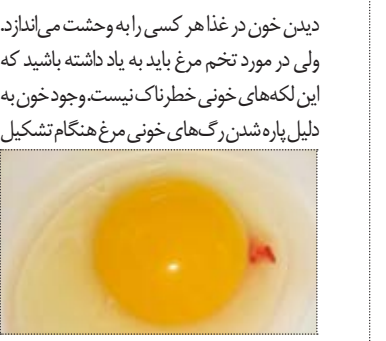 دیدن خون در غذا هر کسی را به وحشت می‌اندازد.
ولی در مورد تخم مرغ باید به یاد داشته باشید که
این لکه‌های خونی خطرناک نیست. وجود خون به
دلیل پاره شدن رگ‌های خونی مرغ هنگام تشکیل